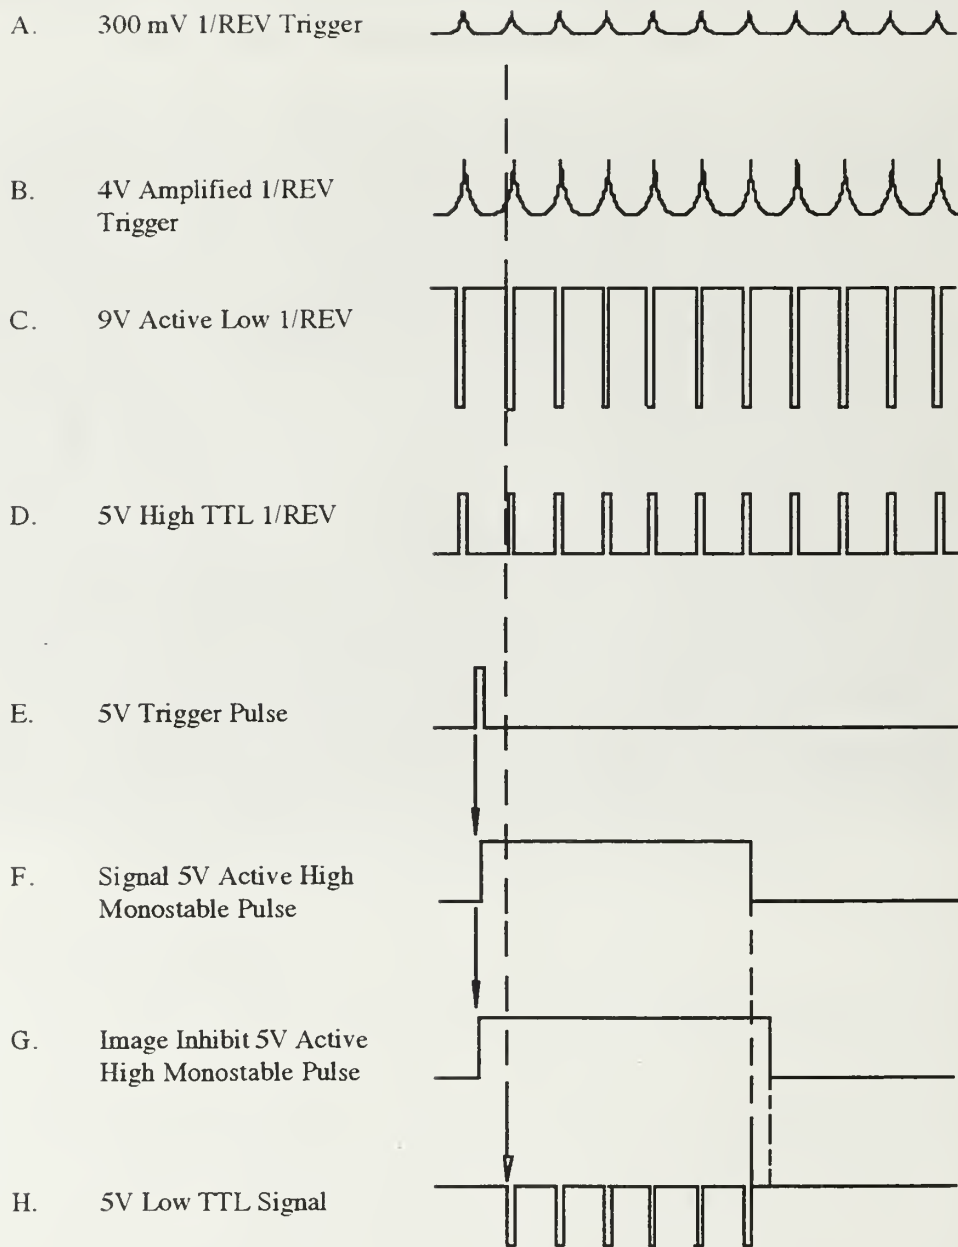 A. 300 mV 1/REV Trigger
B. 4V Amplified 1/REV
Trigger
C. 9V Active Low 1/REV
D. 5V High TTL 1/REV
E. 5V Trigger Pulse
F. Signal 5V Active High
Monostable Pulse
G. Image Inhibit 5V Active
High Monostable Pulse
H. 5V Low TTL Signal